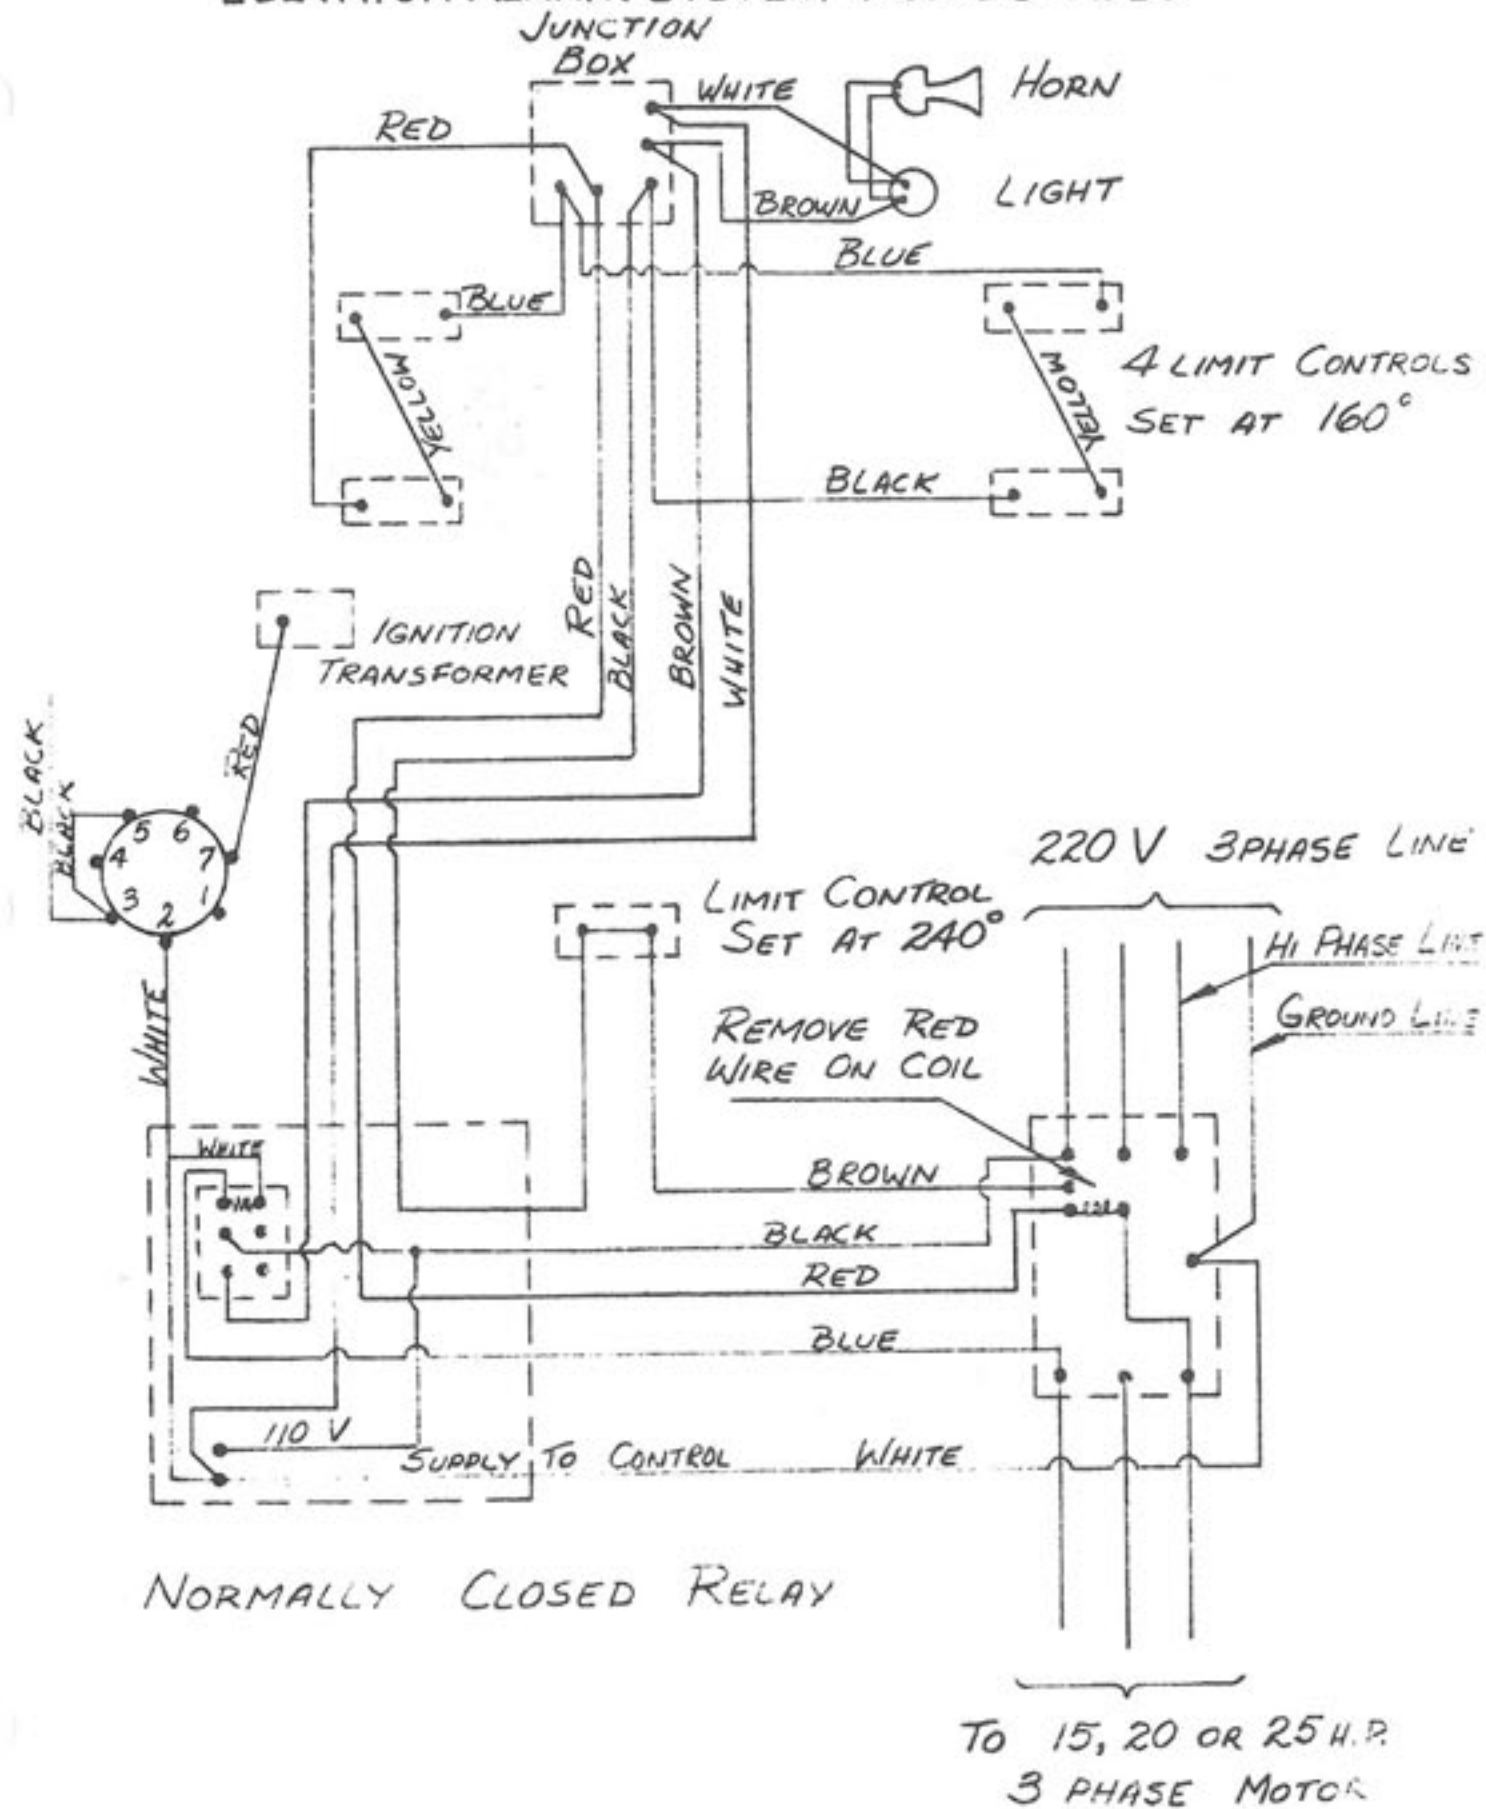 JUNCTION
BOX
WHITE
HORN
RED
LIGHT
BROWN
BLUE
BLUE
YELLOW
YELLOW
4 LIMIT CONTROLS
SET AT 160°
BLACK
RED
BLACK
BROWN
WHITE
IGNITION
TRANSFORMER
RED
BLACK
BLACK
5 6
4 7
3 1
2
220 V 3PHASE LINE
LIMIT CONTROL
SET AT 240°
HI PHASE LINE
GROUND LINE
REMOVE RED
WIRE ON COIL
WHITE
WHITE
BROWN
BLACK
RED
BLUE
110 V
SUPPLY TO CONTROL
WHITE
NORMALLY CLOSED RELAY
TO 15, 20 OR 25 H.P.
3 PHASE MOTOR